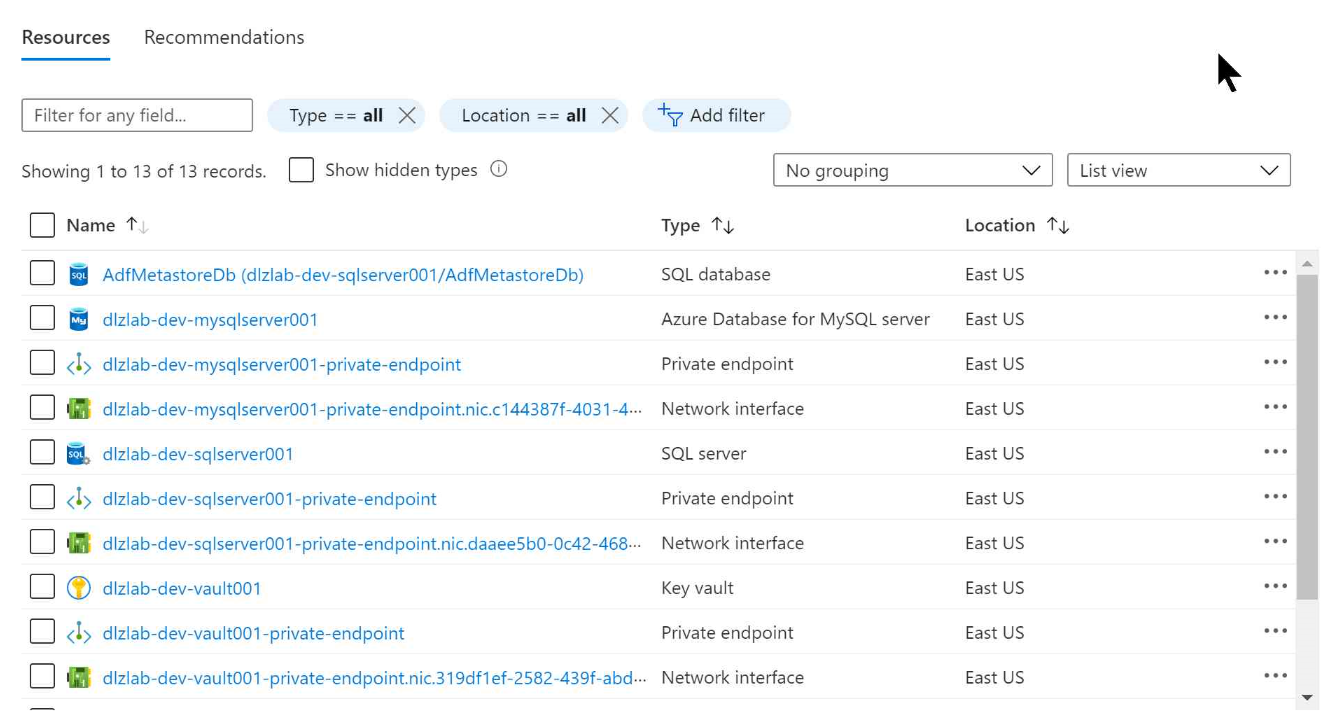 Resources Recommendations
Filter for any field... Type == all Location == all Add filter
Showing 1 to 13 of 13 records. Show hidden types No grouping List view
Name Type Location
AdfMetastoreDb (dlzlab-dev-sqlserver001/AdfMetastoreDb) SQL database East US
dlzlab-dev-mysqlserver001 Azure Database for MySQL server East US
dlzlab-dev-mysqlserver001-private-endpoint Private endpoint East US
dlzlab-dev-mysqlserver001-private-endpoint.nic.c144387f-4031-4... Network interface East US
dlzlab-dev-sqlserver001 SQL server East US
dlzlab-dev-sqlserver001-private-endpoint Private endpoint East US
dlzlab-dev-sqlserver001-private-endpoint.nic.daaee5b0-0c42-468... Network interface East US
dlzlab-dev-vault001 Key vault East US
dlzlab-dev-vault001-private-endpoint Private endpoint East US
dlzlab-dev-vault001-private-endpoint.nic.319df1ef-2582-439f-abd... Network interface East US